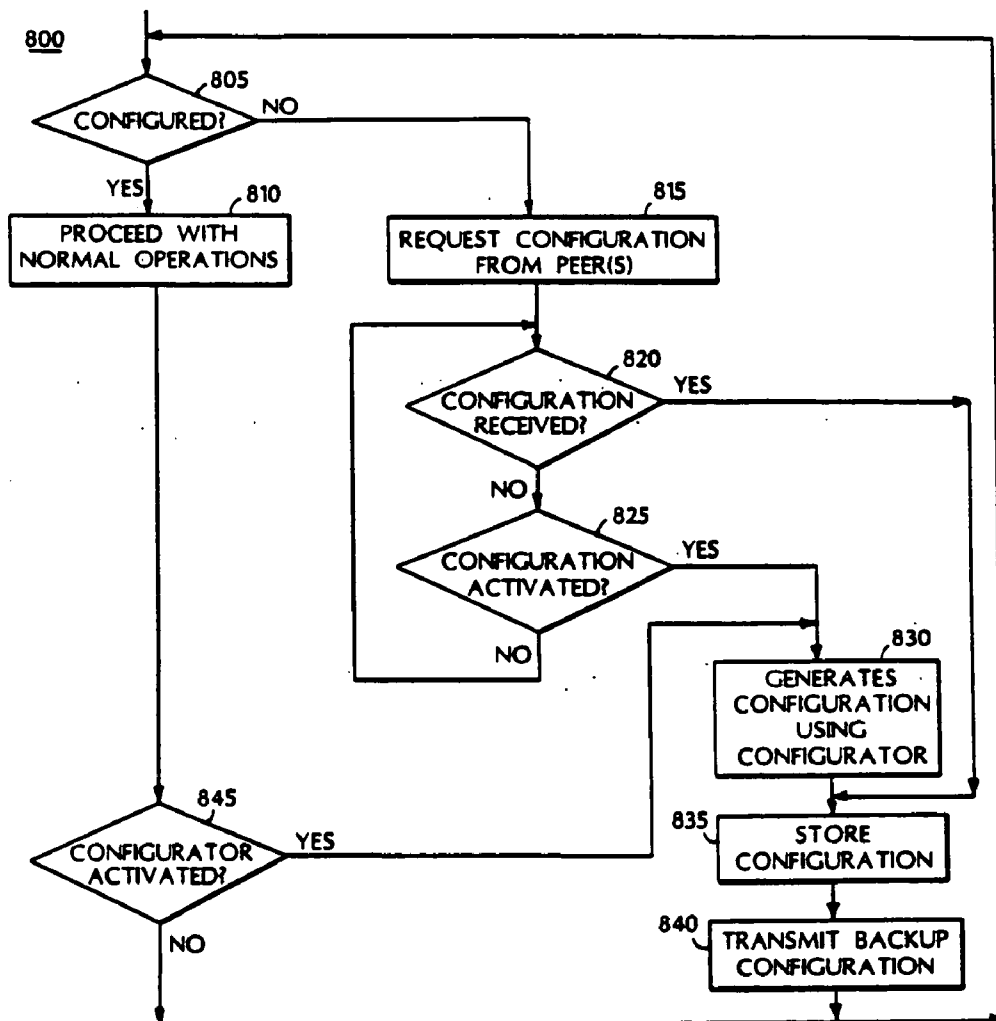 800
805
CONFIGURED?
NO
YES
810
PROCEED WITH
NORMAL OPERATIONS
815
REQUEST CONFIGURATION
FROM PEER(S)
820
CONFIGURATION
RECEIVED?
YES
NO
825
CONFIGURATION
ACTIVATED?
YES
NO
830
GENERATES
CONFIGURATION
USING
CONFIGURATOR
845
CONFIGURATOR
ACTIVATED?
YES
NO
835
STORE
CONFIGURATION
840
TRANSMIT BACKUP
CONFIGURATION